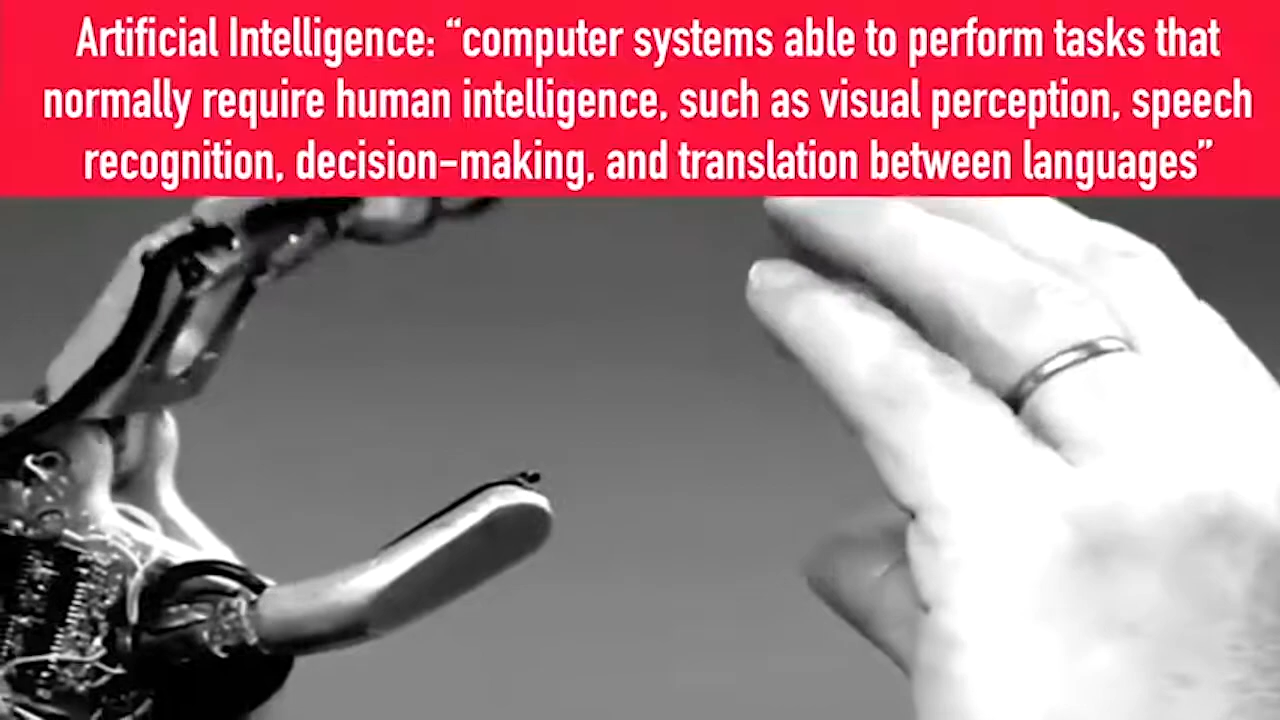 Artificial Intelligence: “computer systems able to perform tasks that
normally require human intelligence, such as visual perception, speech
recognition, decision-making, and translation between languages”